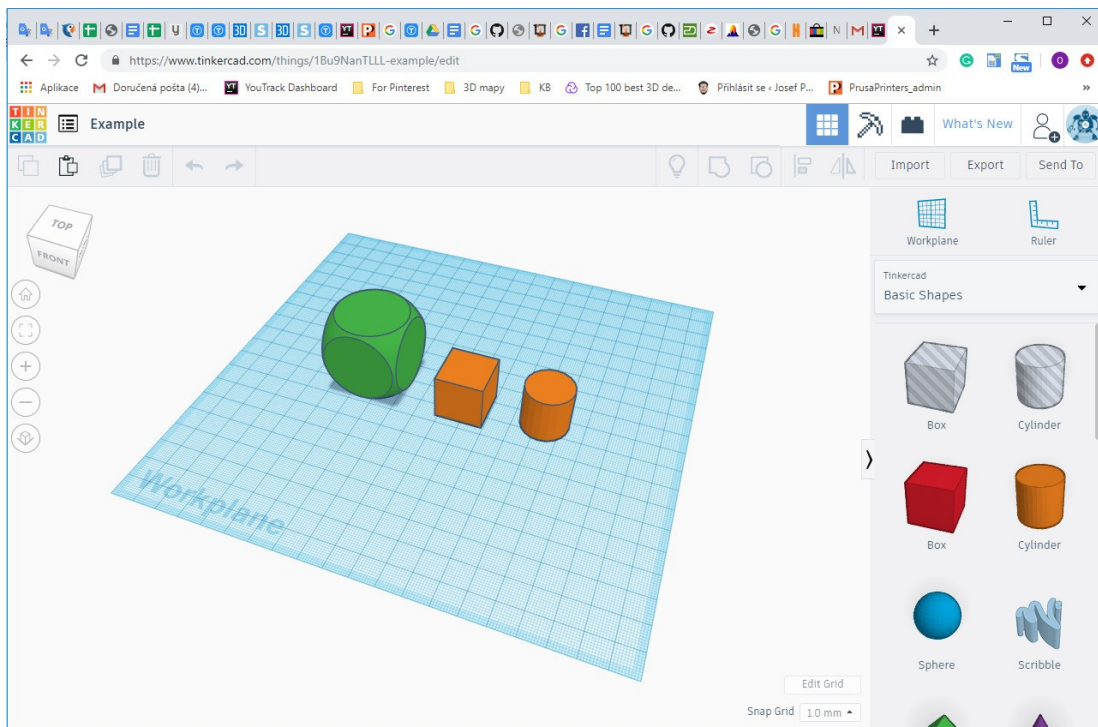 https://www.tinkercad.com/things/1Bu9NanTLLL-example/edit
New
Aplikace
Doručená pošta (4)...
YouTrack Dashboard
For Pinterest
3D mapy
KB
Top 100 best 3D de...
Přihlásit se ‹ Josef P...
PrusaPrinters_admin
TIN
KER
CAD
Example
What's New
Import
Export
Send To
TOP
FRONT
Workplane
Ruler
Tinkercad
Basic Shapes
Box
Cylinder
Box
Cylinder
Sphere
Scribble
Workplane
Edit Grid
Snap Grid 1.0 mm